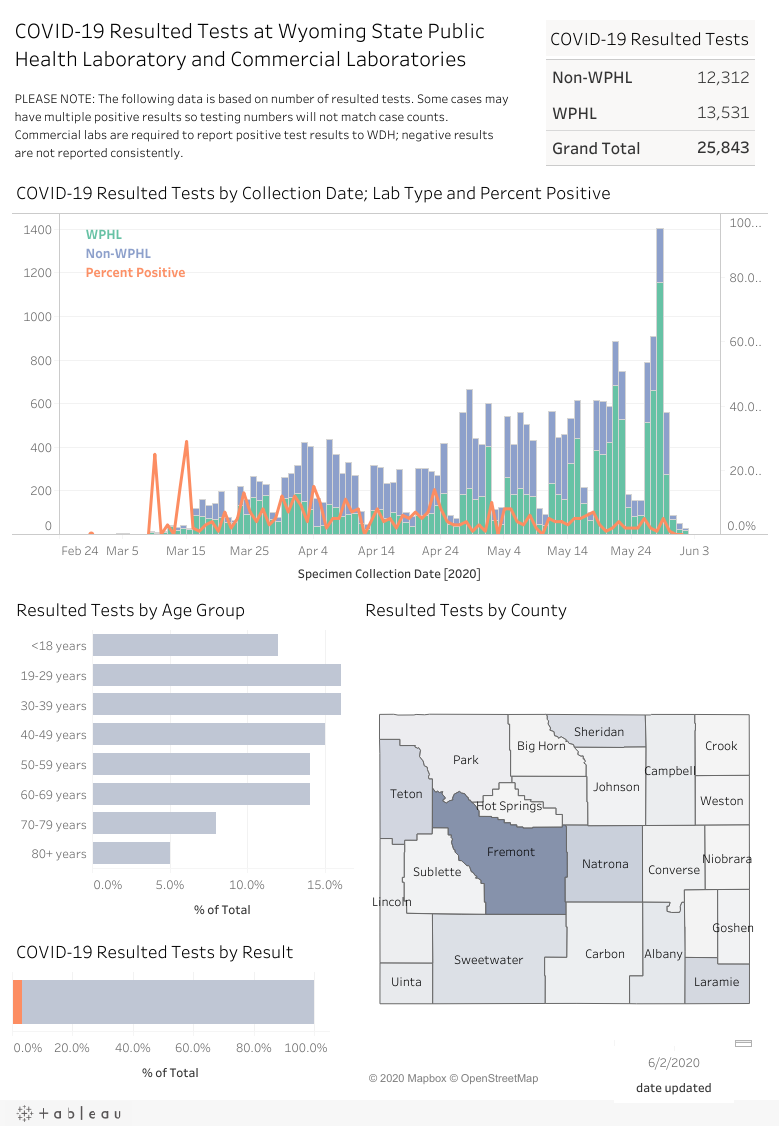 COVID-19 Resulted Tests at Wyoming State Public
Health Laboratory and Commercial Laboratories
PLEASE NOTE: The following data is based on number of resulted tests. Some cases may
have multiple positive results so testing numbers will not match case counts.
Commercial labs are required to report positive test results to WDH; negative results
are not reported consistently.
COVID-19 Resulted Tests
Non-WPHL 12,312
WPHL 13,531
Grand Total 25,843
COVID-19 Resulted Tests by Collection Date; Lab Type and Percent Positive
WPHL
Non-WPHL
Percent Positive
1400
1200
1000
800
600
400
200
0
100...
80.0..
60.0..
40.0..
20.0..
0.0%
Feb 24 Mar 5 Mar 15 Mar 25 Apr 4 Apr 14 Apr 24 May 4 May 14 May 24 Jun 3
Specimen Collection Date [2020]
Resulted Tests by Age Group
<18 years
19-29 years
30-39 years
40-49 years
50-59 years
60-69 years
70-79 years
80+ years
0.0% 5.0% 10.0% 15.0%
% of Total
COVID-19 Resulted Tests by Result
0.0% 20.0% 40.0% 60.0% 80.0% 100.0%
% of Total
Resulted Tests by County
Sheridan
Big Horn
Crook
Park
Campbell
Johnson
Teton
Weston
Hot Springs
Fremont
Natrona
Niobrara
Converse
Sublette
Lincoln
Goshen
Sweetwater
Carbon
Albany
Uinta
Laramie
© 2020 Mapbox © OpenStreetMap
6/2/2020
date updated
+ a b l e a u